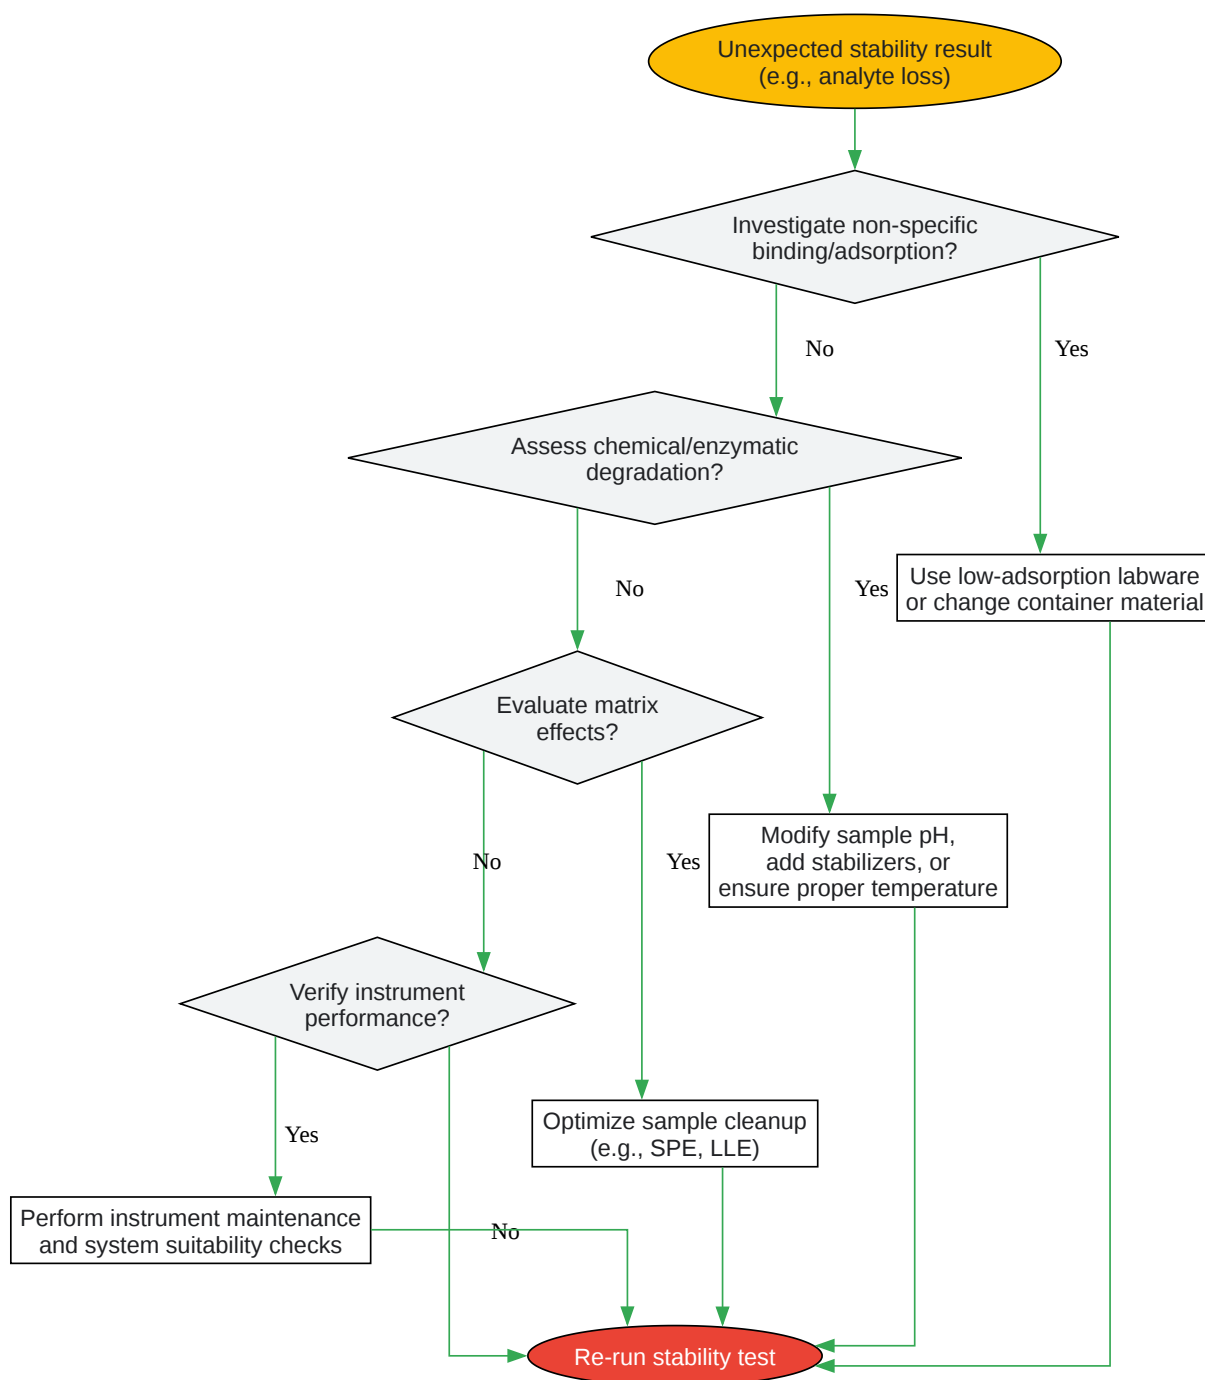 Unexpected stability result
(e.g., analyte loss)
Investigate non-specific
binding/adsorption?
No
Yes
Assess chemical/enzymatic
degradation?
No
Yes
Use low-adsorption labware
or change container material
Evaluate matrix
effects?
No
Yes
Modify sample pH,
add stabilizers, or
ensure proper temperature
Verify instrument
performance?
Yes
Optimize sample cleanup
(e.g., SPE, LLE)
Perform instrument maintenance
and system suitability checks
No
Re-run stability test